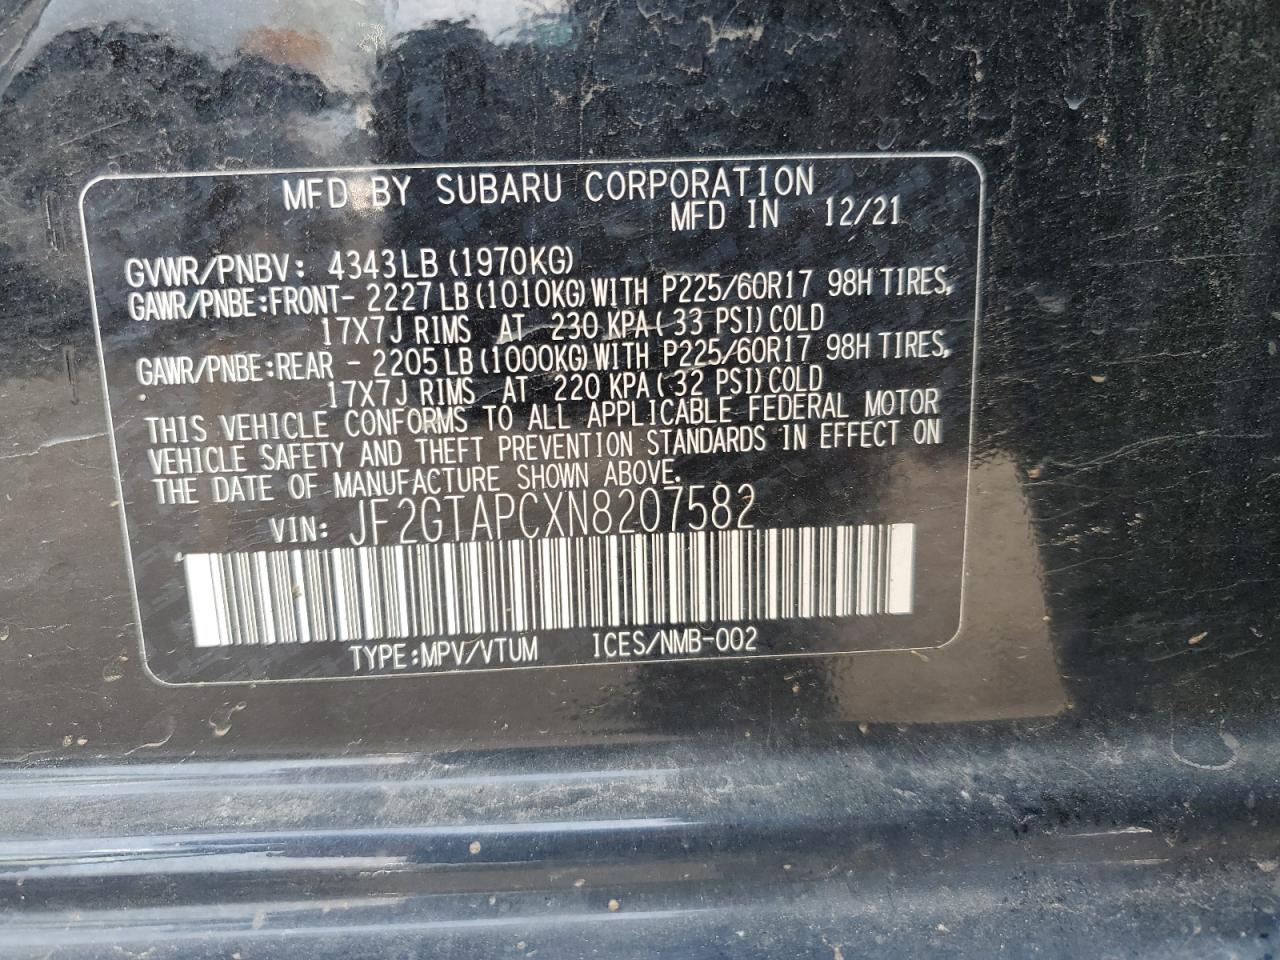 MFD BY SUBARU CORPORATION
MFD IN 12/21
GVWR/PNBV: 4343LB(1970KG)
GAWR/PNBE:FRONT- 2227LB(1010KG)WITH P225/60R17 98H TIRES,
17X7J RIMS AT 230 KPA( 33 PSI)COLD
GAWR/PNBE:REAR - 2205LB(1000KG)WITH P225/60R17 98H TIRES,
17X7J RIMS AT 220 KPA( 32 PSI)COLD
THIS VEHICLE CONFORMS TO ALL APPLICABLE FEDERAL MOTOR
VEHICLE SAFETY AND THEFT PREVENTION STANDARDS IN EFFECT ON
THE DATE OF MANUFACTURE SHOWN ABOVE.
VIN: JF2GTAPCXN8207582
TYPE:MPV/VTUM ICES/NMB-002